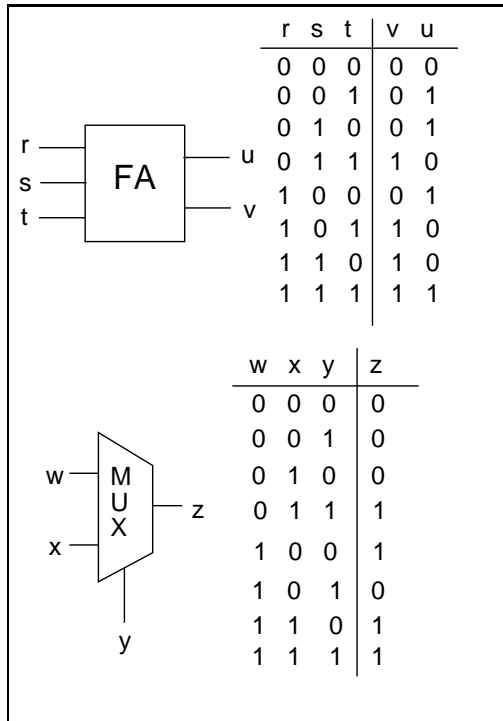 r s t v u
0 0 0 0 0
0 0 1 0 1
0 1 0 0 1
0 1 1 1 0
1 0 0 0 1
1 0 1 1 0
1 1 0 1 0
1 1 1 1 1
r
s
t
FA
u
v
w x y z
0 0 0 0
0 0 1 0
0 1 0 0
0 1 1 1
1 0 0 1
1 0 1 0
1 1 0 1
1 1 1 1
w
x
MUX
z
y